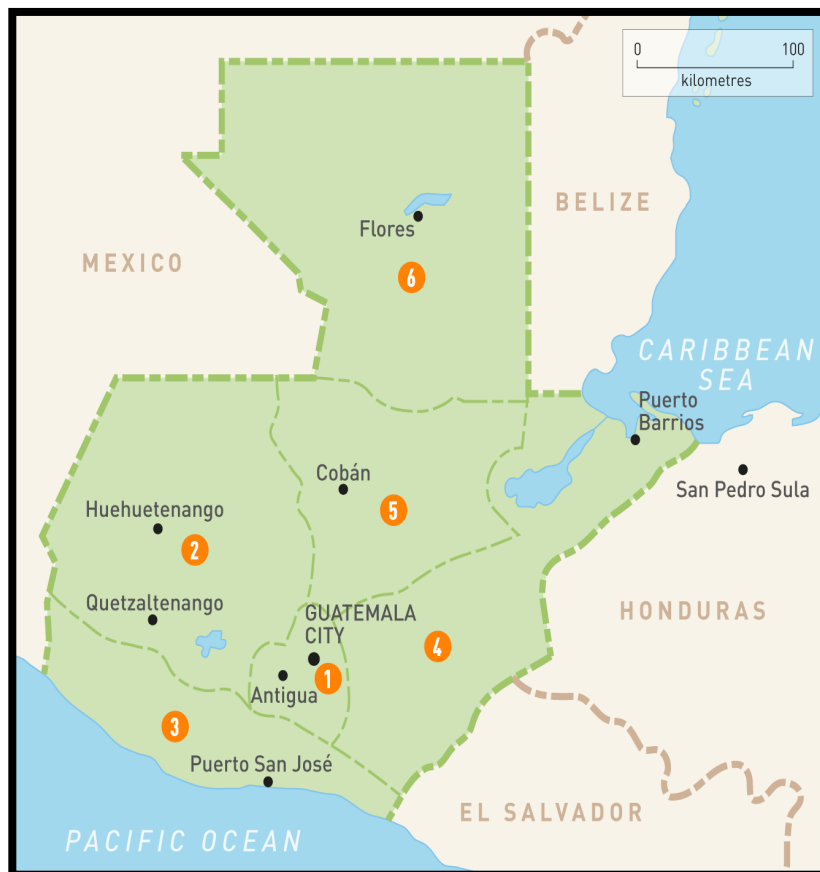 0 100
kilometres
BELIZE
Flores
MEXICO
6
CARIBBEAN
SEA
Puerto
Barrios
Cobán
San Pedro Sula
Huehuetenango
5
2
Quetzaltenango
GUATEMALA
CITY
HONDURAS
4
1
Antigua
3
Puerto San José
EL SALVADOR
PACIFIC OCEAN